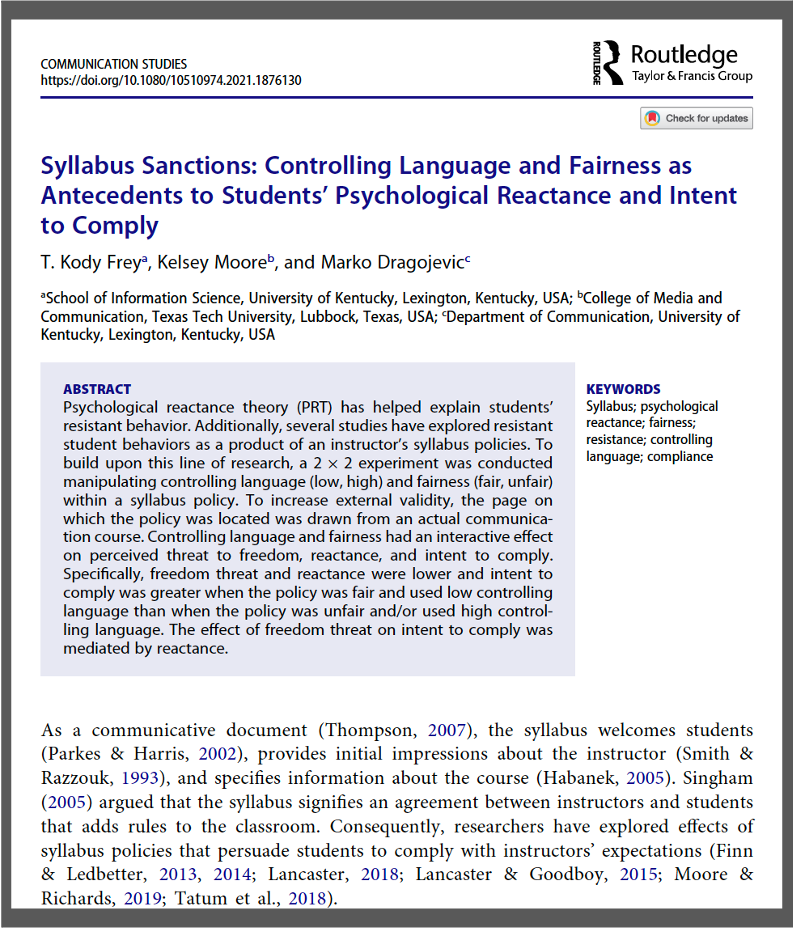 COMMUNICATION STUDIES
https://doi.org/10.1080/10510974.2021.1876130
ROUTLEDGE
Routledge
Taylor & Francis Group
Check for updates
Syllabus Sanctions: Controlling Language and Fairness as
Antecedents to Students’ Psychological Reactance and Intent
to Comply
T. Kody Freyᵃ, Kelsey Mooreᵇ, and Marko Dragojevicᶜ
ᵃSchool of Information Science, University of Kentucky, Lexington, Kentucky, USA; ᵇCollege of Media and
Communication, Texas Tech University, Lubbock, Texas, USA; ᶜDepartment of Communication, University of
Kentucky, Lexington, Kentucky, USA
ABSTRACT
Psychological reactance theory (PRT) has helped explain students’
resistant behavior. Additionally, several studies have explored resistant
student behaviors as a product of an instructor’s syllabus policies. To
build upon this line of research, a 2 × 2 experiment was conducted
manipulating controlling language (low, high) and fairness (fair, unfair)
within a syllabus policy. To increase external validity, the page on
which the policy was located was drawn from an actual communica-
tion course. Controlling language and fairness had an interactive effect
on perceived threat to freedom, reactance, and intent to comply.
Specifically, freedom threat and reactance were lower and intent to
comply was greater when the policy was fair and used low controlling
language than when the policy was unfair and/or used high control-
ling language. The effect of freedom threat on intent to comply was
mediated by reactance.
KEYWORDS
Syllabus; psychological
reactance; fairness;
resistance; controlling
language; compliance
As a communicative document (Thompson, 2007), the syllabus welcomes students
(Parkes & Harris, 2002), provides initial impressions about the instructor (Smith &
Razzouk, 1993), and specifies information about the course (Habanek, 2005). Singham
(2005) argued that the syllabus signifies an agreement between instructors and students
that adds rules to the classroom. Consequently, researchers have explored effects of
syllabus policies that persuade students to comply with instructors’ expectations (Finn
& Ledbetter, 2013, 2014; Lancaster, 2018; Lancaster & Goodboy, 2015; Moore &
Richards, 2019; Tatum et al., 2018).